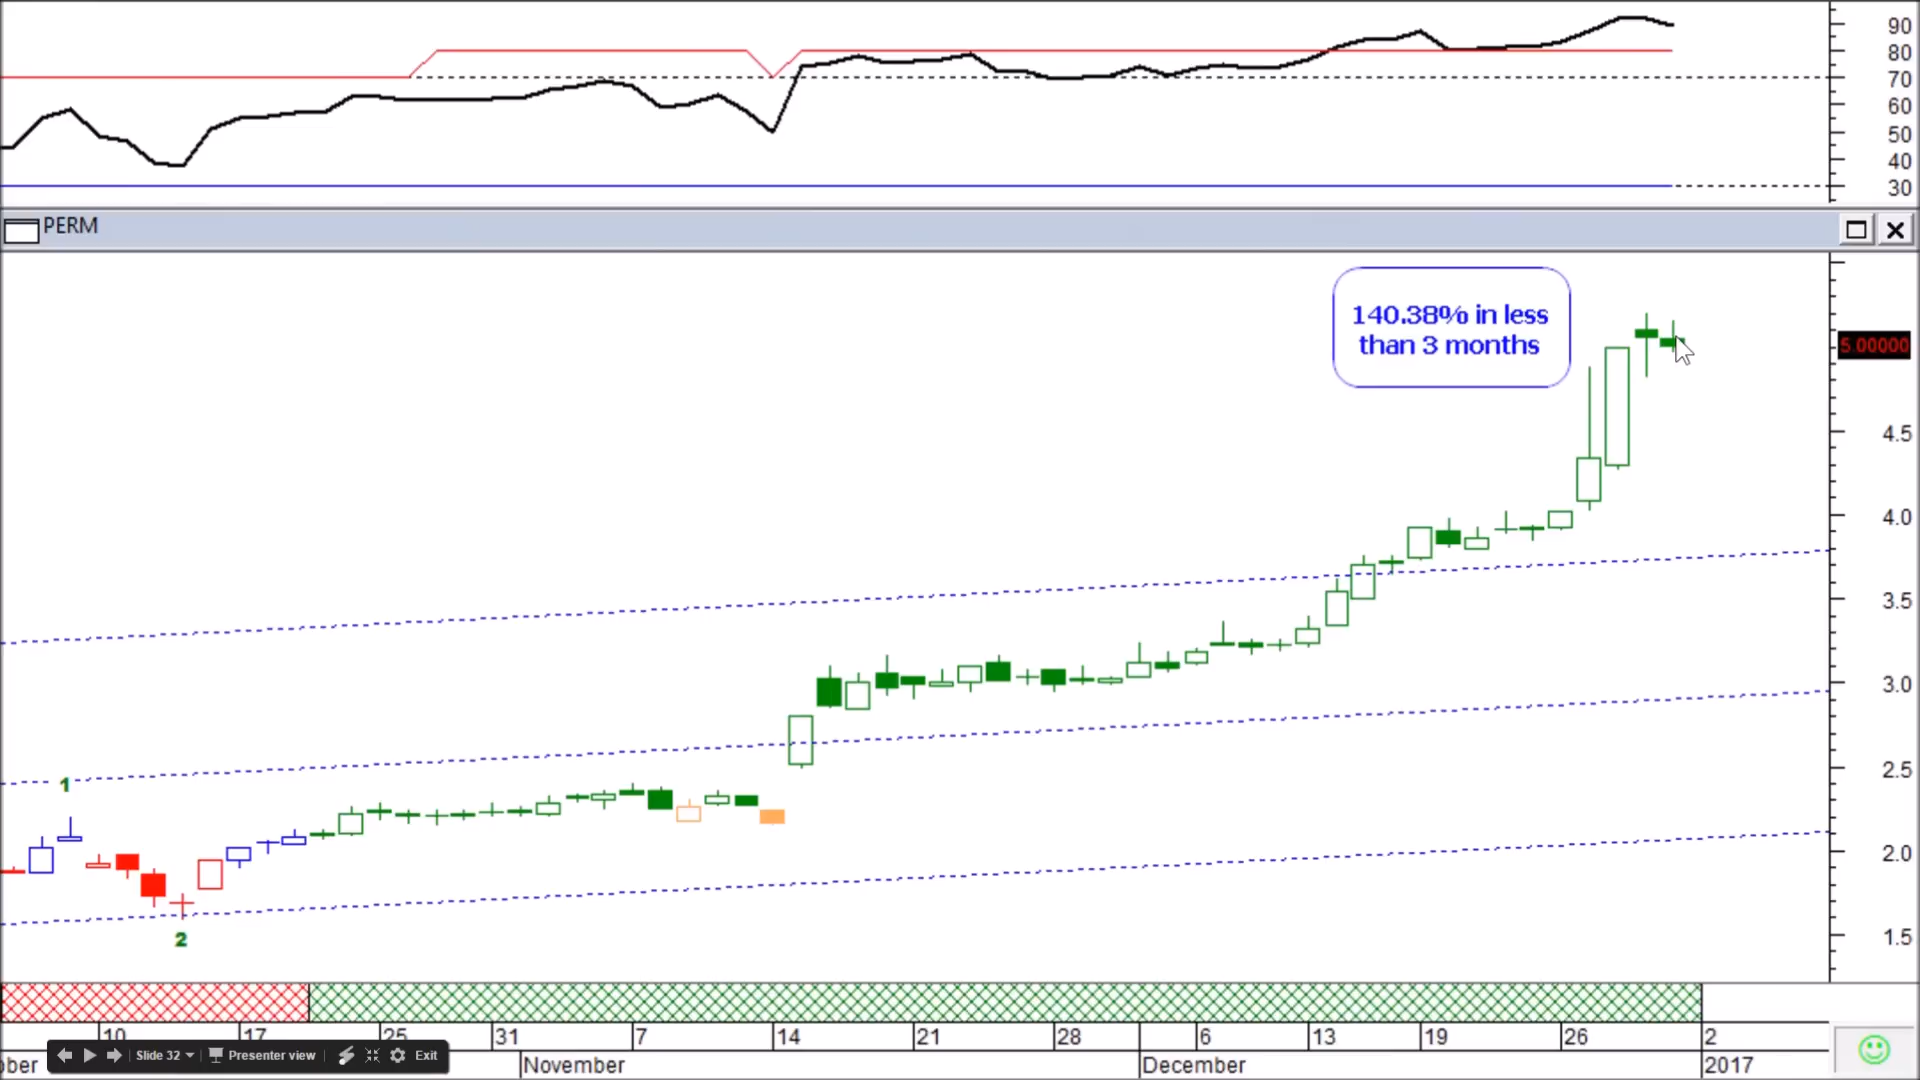 90
80
70
60
50
40
30
PERM
140.38% in less
than 3 months
5.00000
4.5
4.0
3.5
3.0
2.5
2.0
1.5
1
2
10 17 25 31 7 14 21 28 6 13 19 26 2
ber November December 2017
Slide 32 Presenter view Exit